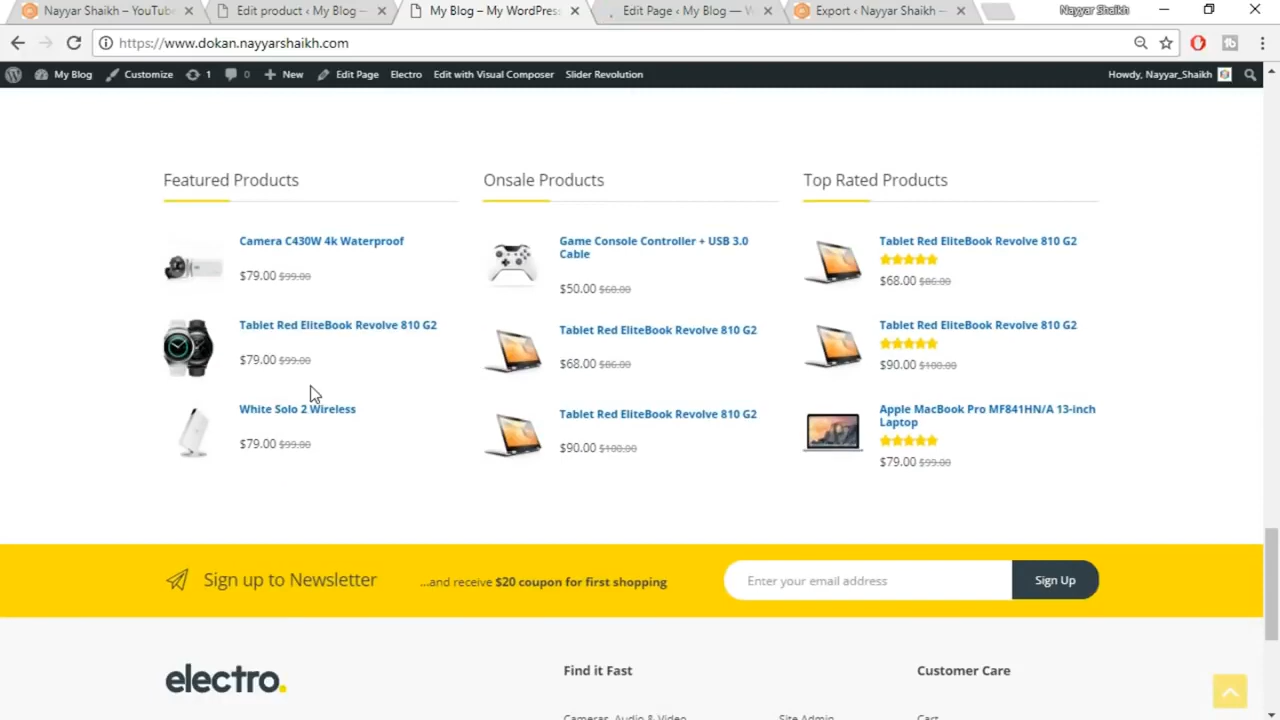 Nayyar Shaikh – YouTub
Edit product ‹ My Blog –
My Blog – My WordPress
Edit Page ‹ My Blog — W
Export ‹ Nayyar Shaikh —
Nayyar Shaikh
https://www.dokan.nayyarshaikh.com
My Blog
Customize
1
0
New
Edit Page
Electro
Edit with Visual Composer
Slider Revolution
Howdy, Nayyar_Shaikh
Featured Products
Camera C430W 4k Waterproof
$79.00 $99.00
Tablet Red EliteBook Revolve 810 G2
$79.00 $99.00
White Solo 2 Wireless
$79.00 $99.00
Onsale Products
Game Console Controller + USB 3.0
Cable
$50.00 $60.00
Tablet Red EliteBook Revolve 810 G2
$68.00 $86.00
Tablet Red EliteBook Revolve 810 G2
$90.00 $100.00
Top Rated Products
Tablet Red EliteBook Revolve 810 G2
$68.00 $86.00
Tablet Red EliteBook Revolve 810 G2
$90.00 $100.00
Apple MacBook Pro MF841HN/A 13-inch
Laptop
$79.00 $99.00
Sign up to Newsletter
...and receive $20 coupon for first shopping
Enter your email address
Sign Up
electro.
Find it Fast
Customer Care
Cameras, Audio & Video
Site Admin
Cart